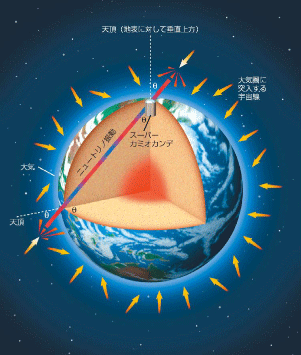 天頂（地表に対して垂直上方）
大気圏に
突入する
宇宙線
θ
θ
スーパー
カミオカンデ
ニュートリノ振動
大気
天頂
θ
θ